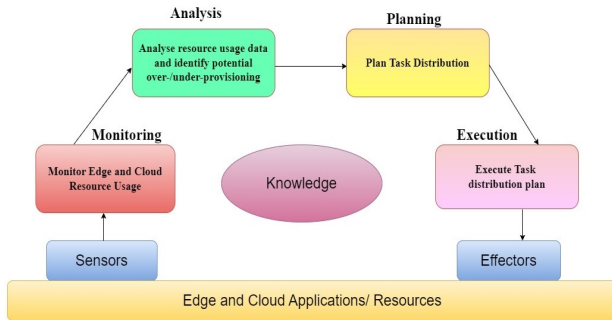 Analysis
Analyse resource usage data
and identify potential
over-/under-provisioning
Planning
Plan Task Distribution
Monitoring
Monitor Edge and Cloud
Resource Usage
Knowledge
Execution
Execute Task
distribution plan
Sensors
Effectors
Edge and Cloud Applications/ Resources